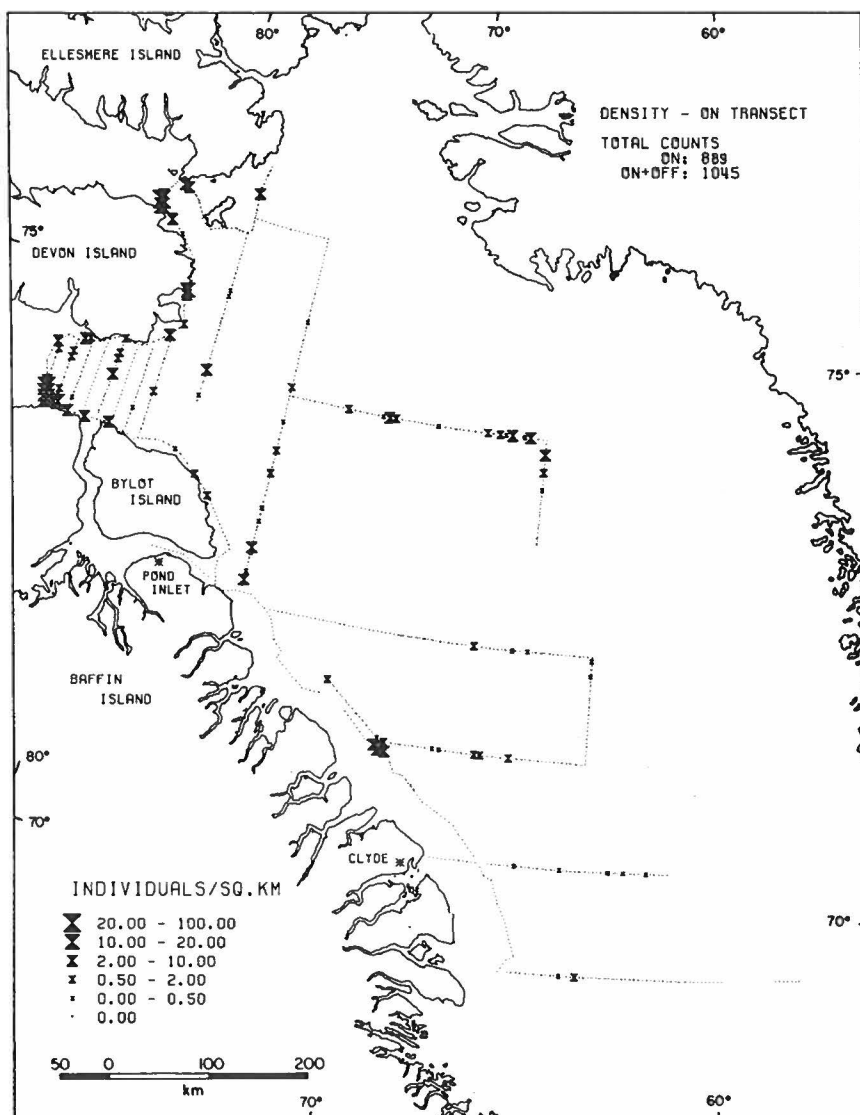 80°
70°
60°
ELLESMERE ISLAND
DENSITY - ON TRANSECT
TOTAL COUNTS
ON: 889
ON+OFF: 1045
75°
DEVON ISLAND
75°
BYLOT
ISLAND
POND
INLET
BAFFIN
ISLAND
80°
70°
CLYDE
INDIVIDUALS/SQ.KM
20.00 - 100.00
10.00 - 20.00
2.00 - 10.00
0.50 - 2.00
0.00 - 0.50
0.00
70°
50 0 100 200
km
70°
60°